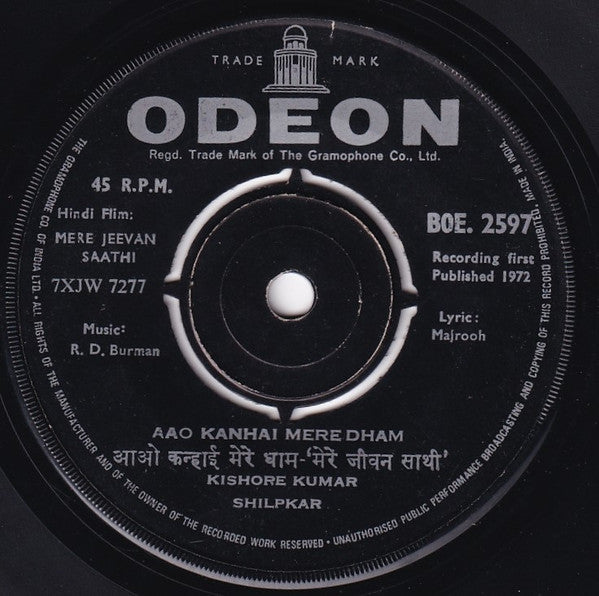 TRADE MARK
ODEON
Regd. Trade Mark of The Gramophone Co., Ltd.
45 R.P.M.
Hindi Film:
MERE JEEVAN
SAATHI
7XJW 7277
Music:
R. D. Burman
BOE. 2597
Recording first
Published 1972
Lyric:
Majrooh
AAO KANHAI MERE DHAM
आओ कन्हाई मेरे धाम-'मेरे जीवन साथी'
KISHORE KUMAR
SHILPKAR
THE GRAMOPHONE CO. OF INDIA LTD. • ALL RIGHTS OF THE MANUFACTURER AND OF THE OWNER OF THE RECORDED WORK RESERVED • UNAUTHORISED PUBLIC PERFORMANCE BROADCASTING AND COPYING OF THIS RECORD PROHIBITED. MADE IN INDIA.